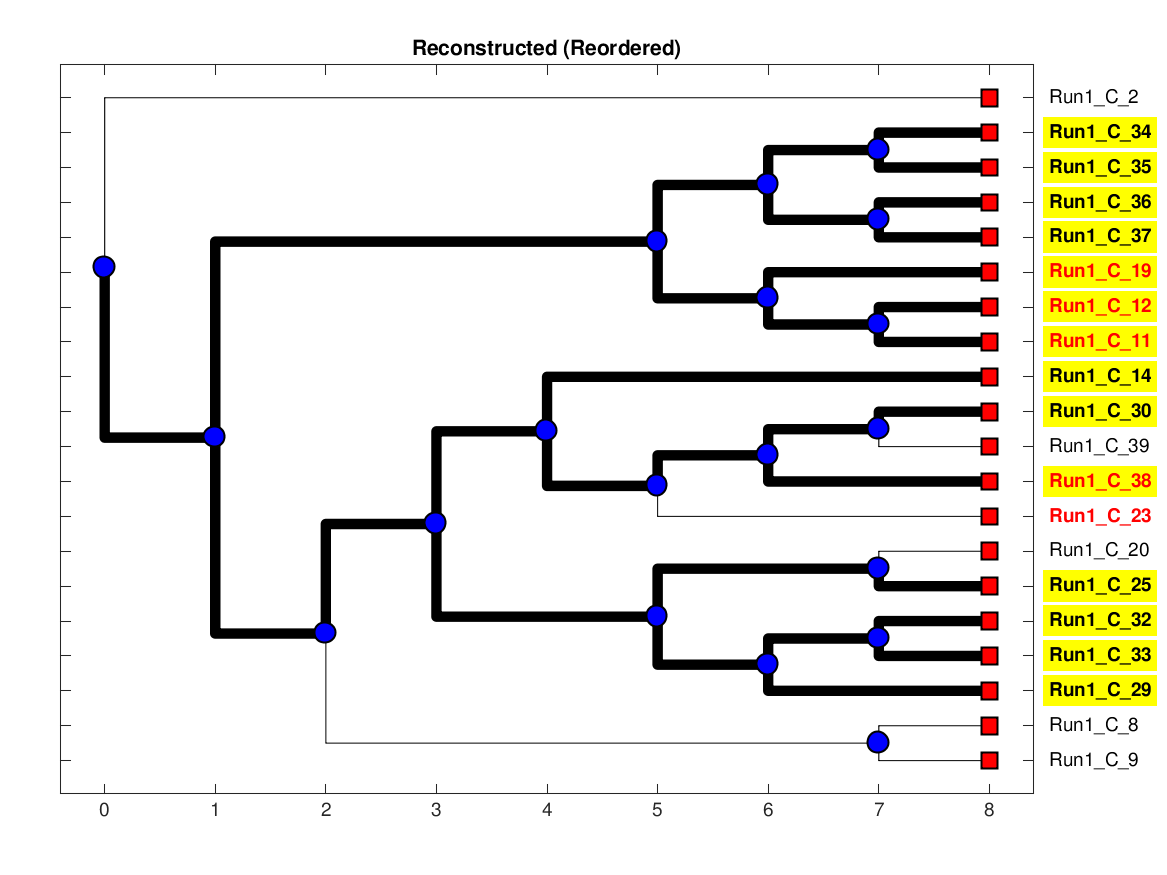 Reconstructed (Reordered)
Run1_C_2
Run1_C_34
Run1_C_35
Run1_C_36
Run1_C_37
Run1_C_19
Run1_C_12
Run1_C_11
Run1_C_14
Run1_C_30
Run1_C_39
Run1_C_38
Run1_C_23
Run1_C_20
Run1_C_25
Run1_C_32
Run1_C_33
Run1_C_29
Run1_C_8
Run1_C_9
0 1 2 3 4 5 6 7 8